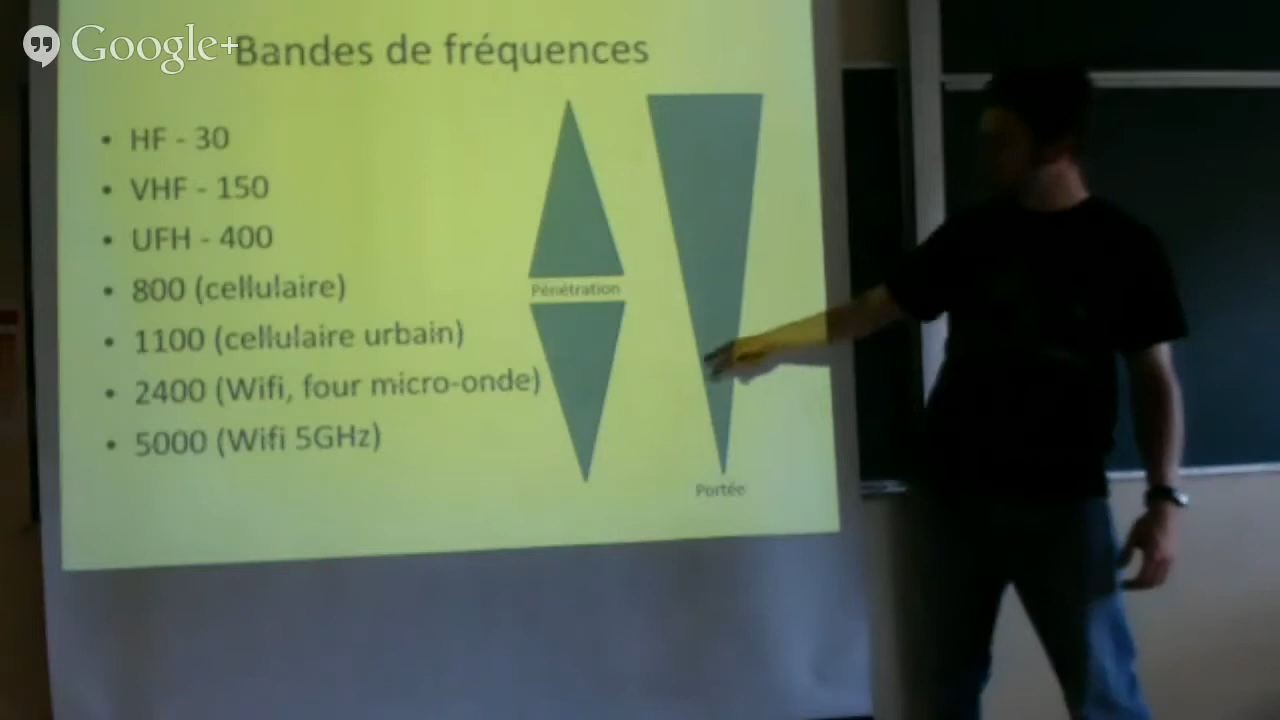 Google+
Bandes de fréquences
• HF - 30
• VHF - 150
• UFH - 400
• 800 (cellulaire)
• 1100 (cellulaire urbain)
• 2400 (Wifi, four micro-onde)
• 5000 (Wifi 5GHz)
Pénétration
Portée